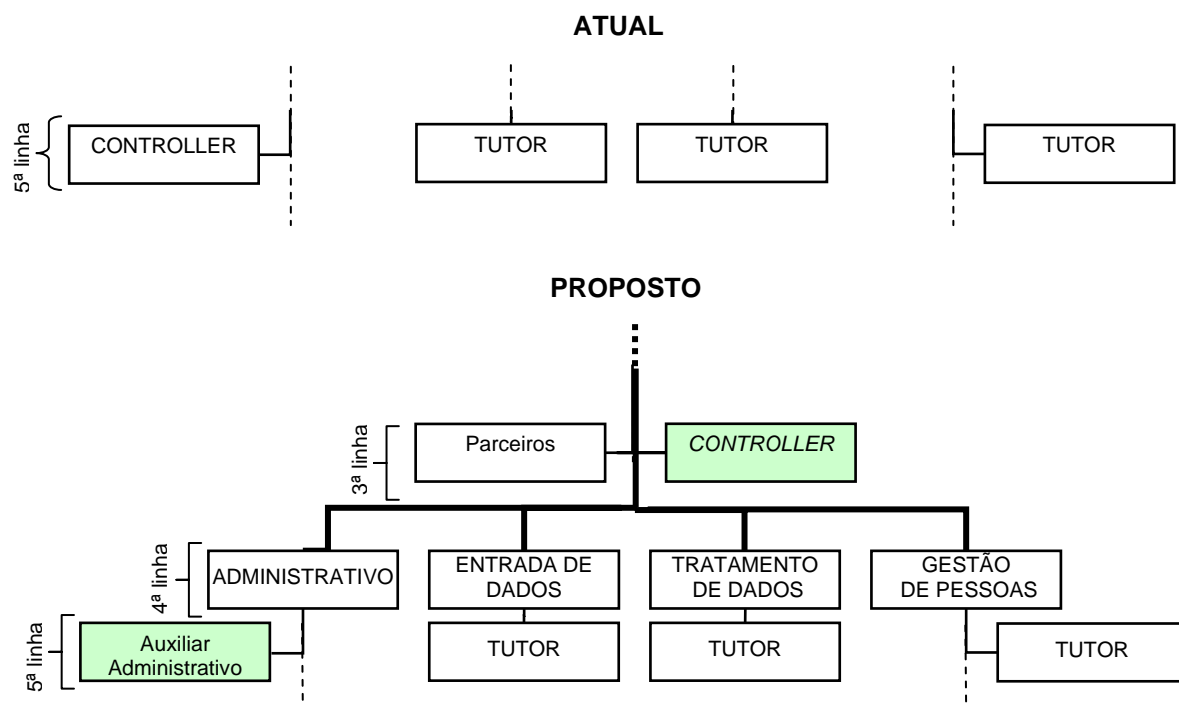 ATUAL
5ª linha
CONTROLLER
TUTOR
TUTOR
TUTOR
PROPOSTO
3ª linha
Parceiros
CONTROLLER
4ª linha
ADMINISTRATIVO
ENTRADA DE
DADOS
TRATAMENTO
DE DADOS
GESTÃO
DE PESSOAS
5ª linha
Auxiliar
Administrativo
TUTOR
TUTOR
TUTOR